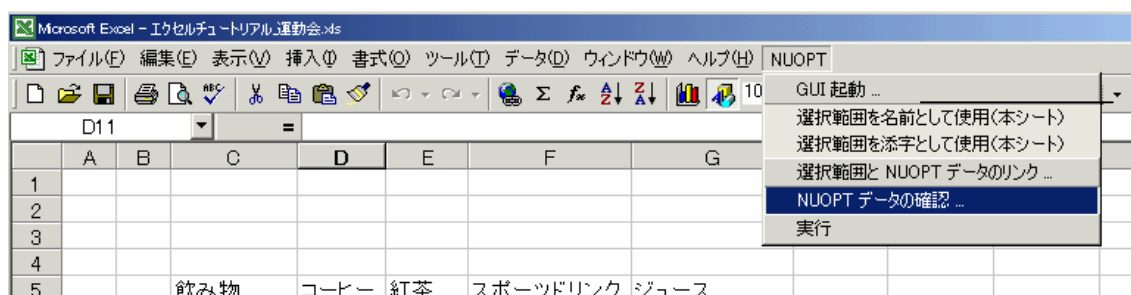 Microsoft Excel - エクセルチュートリアル_運動会.xls
ファイル(F) 編集(E) 表示(V) 挿入(I) 書式(O) ツール(T) データ(D) ウィンドウ(W) ヘルプ(H) NUOPT
ABC Σ fx A Z Z A 10
GUI 起動 ...
選択範囲を名前として使用(本シート)
選択範囲を添字として使用(本シート)
選択範囲と NUOPT データのリンク ...
NUOPT データの確認 ...
実行
D11 =
A B C D E F G
1
2
3
4
5 飲み物 コーヒー 紅茶 スポーツドリンク ジュース